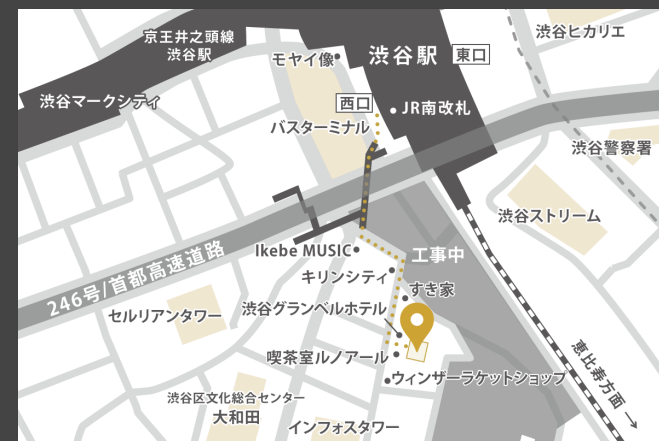 京王井之頭線
渋谷駅
モヤイ像
渋谷駅 東口
渋谷ヒカリエ
渋谷マークシティ
西口
JR南改札
バスターミナル
渋谷警察署
渋谷ストリーム
Ikebe MUSIC
工事中
246号/首都高速道路
キリンシティ
すき家
セルリアンタワー
渋谷グランベルホテル
喫茶室ルノアール
ウィンザーラケットショップ
恵比寿方面→
渋谷区文化総合センター
大和田
インフォスタワー